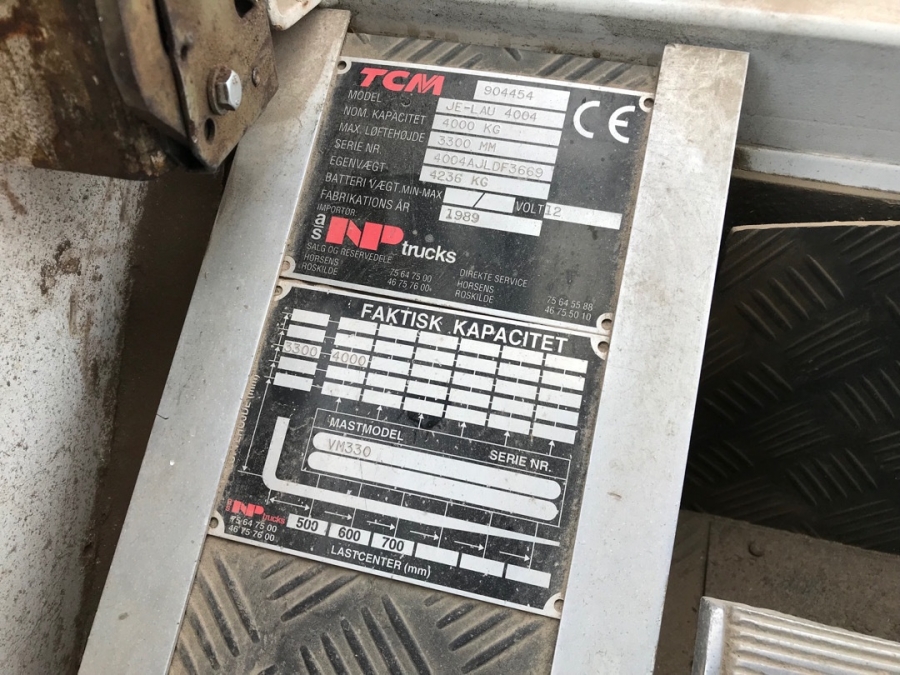 TCM 904454 CE
MODEL JE-LAU 4004
NOM. KAPACITET 4000 KG
MAX. LØFTEHØJDE 3300 MM
SERIE NR 4004AJLDF3669
EGENVÆGT 4236 KG
BATTERI VÆGT.MIN-MAX / VOLT 12
FABRIKATIONS ÅR 1989
IMPORTØR
a/s NP trucks
SALG OG RESERVEDELE DIREKTE SERVICE
HORSENS 75 64 75 00 HORSENS 75 64 55 88
ROSKILDE 46 75 76 00 ROSKILDE 46 75 50 10
FAKTISK KAPACITET
3300 4000
MASTMODEL SERIE NR.
VM330
NP trucks
75 64 75 00
46 75 76 00
500 600 700
LASTCENTER (mm)